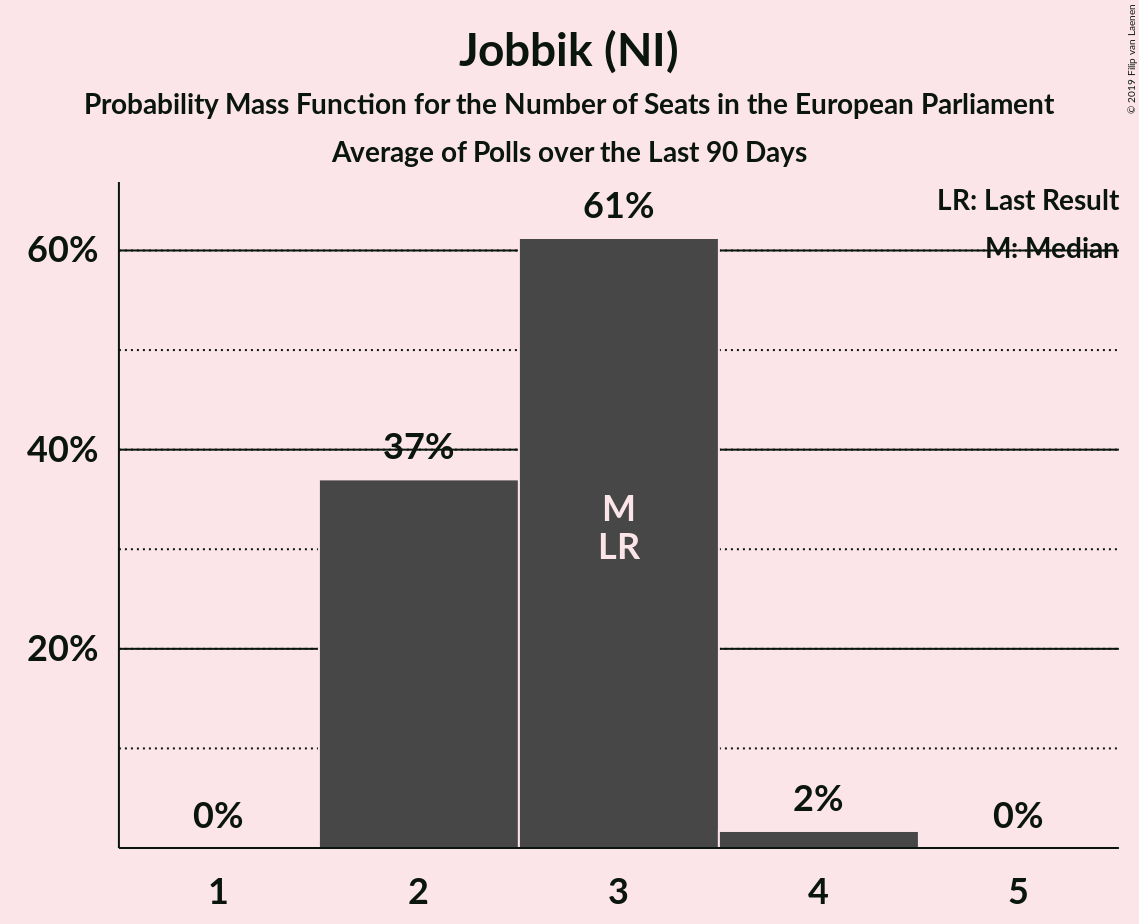 Jobbik (NI)
Probability Mass Function for the Number of Seats in the European Parliament
Average of Polls over the Last 90 Days
© 2019 Filip van Laenen
LR: Last Result
M: Median
61%
60%
37%
40%
M
LR
20%
0%
2%
0%
1
2
3
4
5